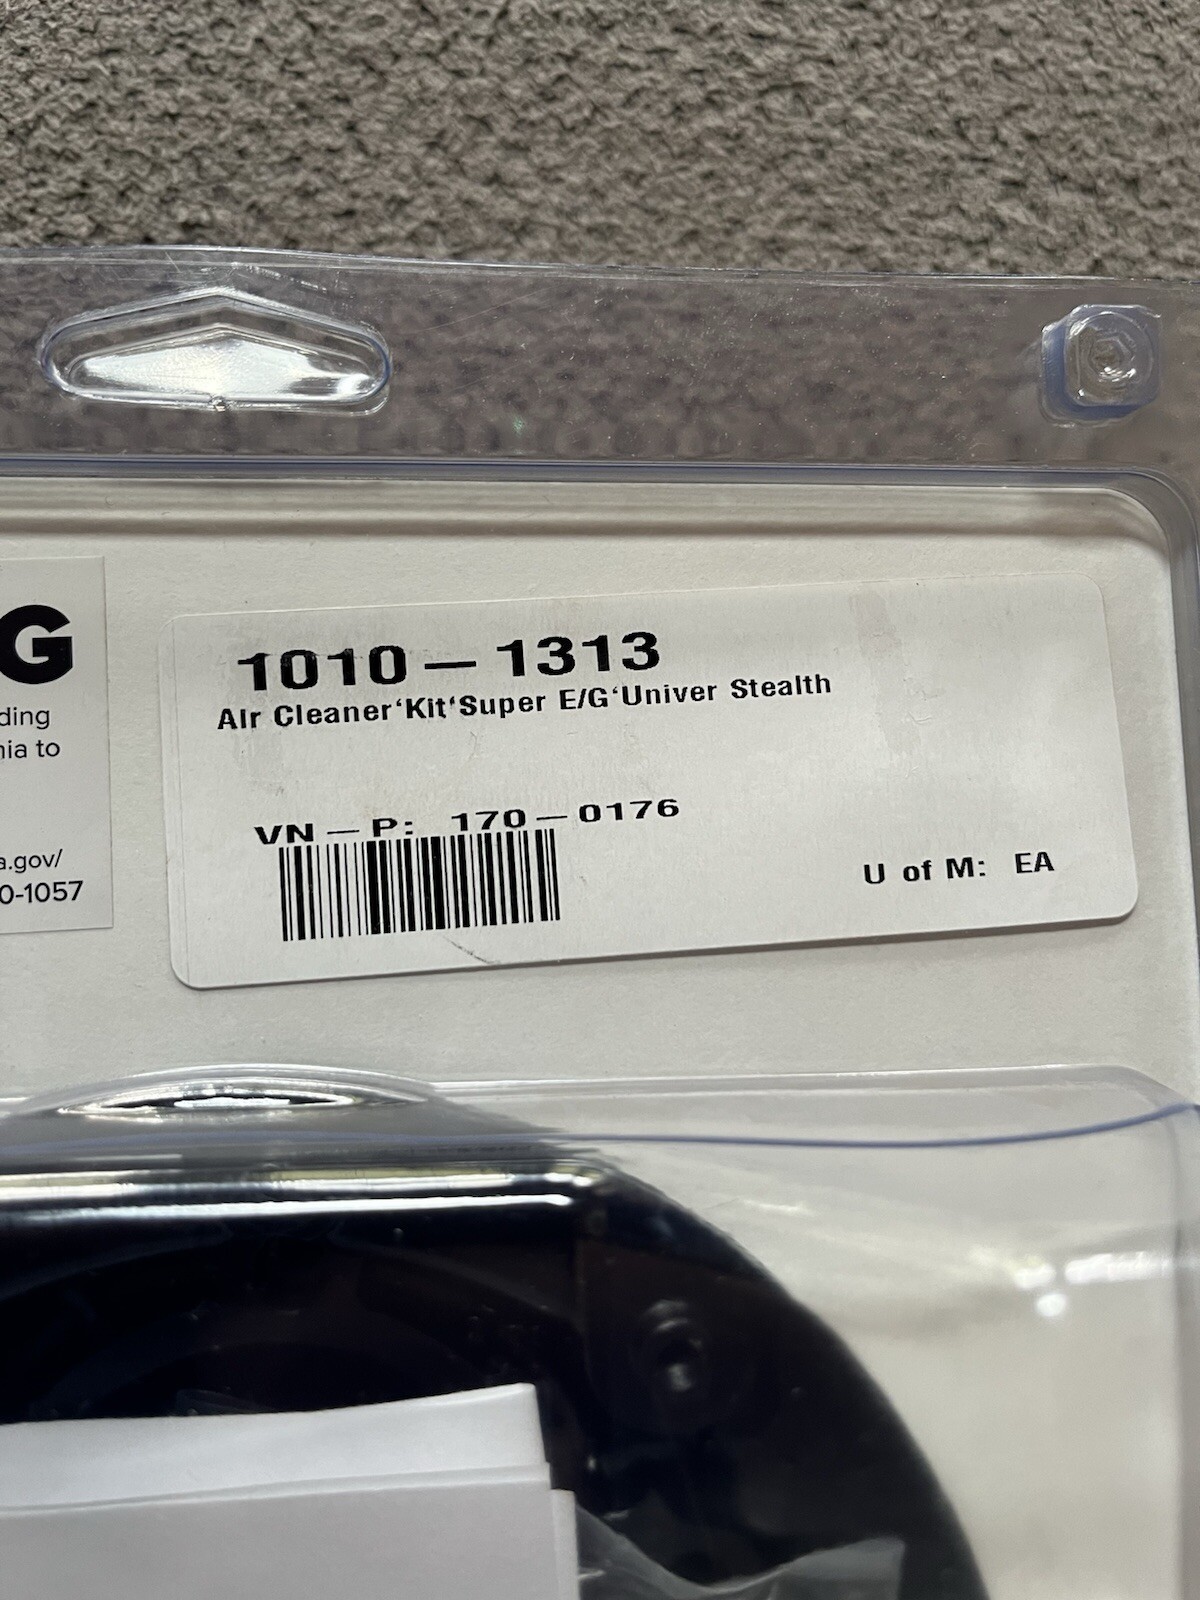 G
ding
nia to
a.gov/
0-1057
1010-1313
AIr Cleaner'Kit'Super E/G'Univer Stealth
VN-P: 170-0176
U of M: EA